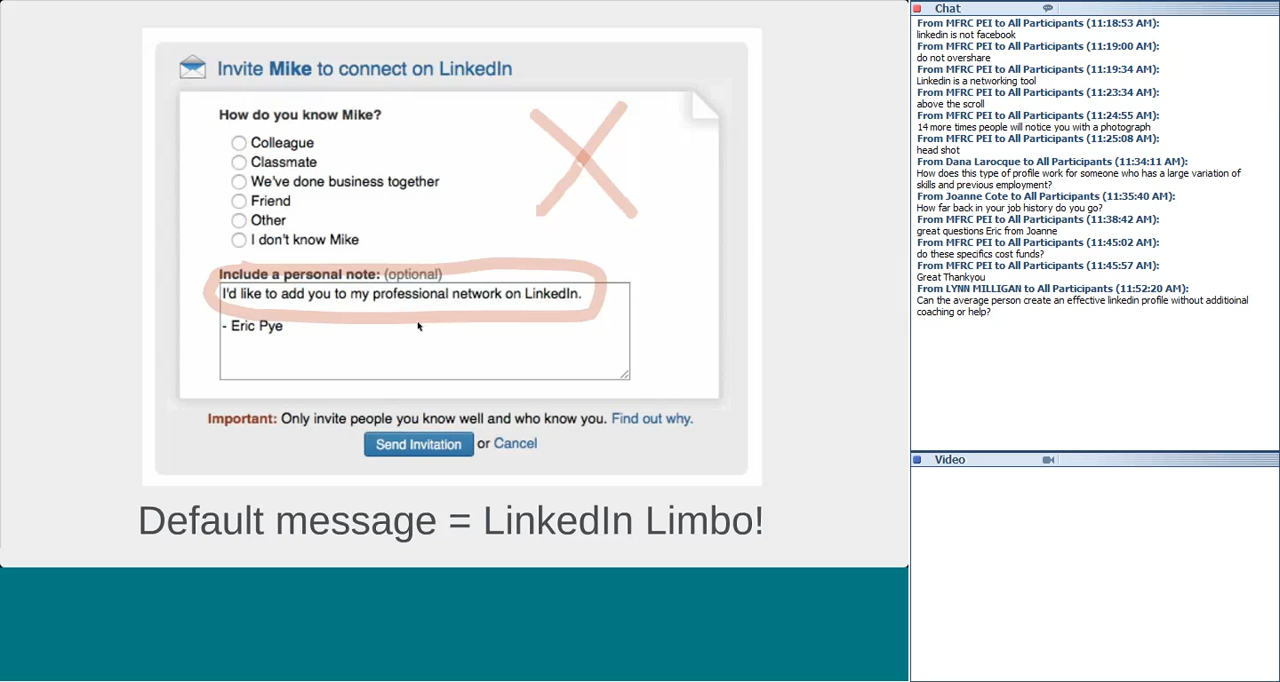 Invite Mike to connect on LinkedIn
How do you know Mike?
Colleague
Classmate
We've done business together
Friend
Other
I don't know Mike
Include a personal note: (optional)
I'd like to add you to my professional network on LinkedIn.
- Eric Pye
Important: Only invite people you know well and who know you. Find out why.
Send Invitation or Cancel
Default message = LinkedIn Limbo!
Chat
From MFRC PEI to All Participants (11:18:53 AM):
linkedin is not facebook
From MFRC PEI to All Participants (11:19:00 AM):
do not overshare
From MFRC PEI to All Participants (11:19:34 AM):
Linkedin is a networking tool
From MFRC PEI to All Participants (11:23:34 AM):
above the scroll
From MFRC PEI to All Participants (11:24:55 AM):
14 more times people will notice you with a photograph
From MFRC PEI to All Participants (11:25:08 AM):
head shot
From Dana Larocque to All Participants (11:34:11 AM):
How does this type of profile work for someone who has a large variation of
skills and previous employment?
From Joanne Cote to All Participants (11:35:40 AM):
How far back in your job history do you go?
From MFRC PEI to All Participants (11:38:42 AM):
great questions Eric from Joanne
From MFRC PEI to All Participants (11:45:02 AM):
do these specifics cost funds?
From MFRC PEI to All Participants (11:45:57 AM):
Great Thankyou
From LYNN MILLIGAN to All Participants (11:52:20 AM):
Can the average person create an effective linkedin profile without additioinal
coaching or help?
Video